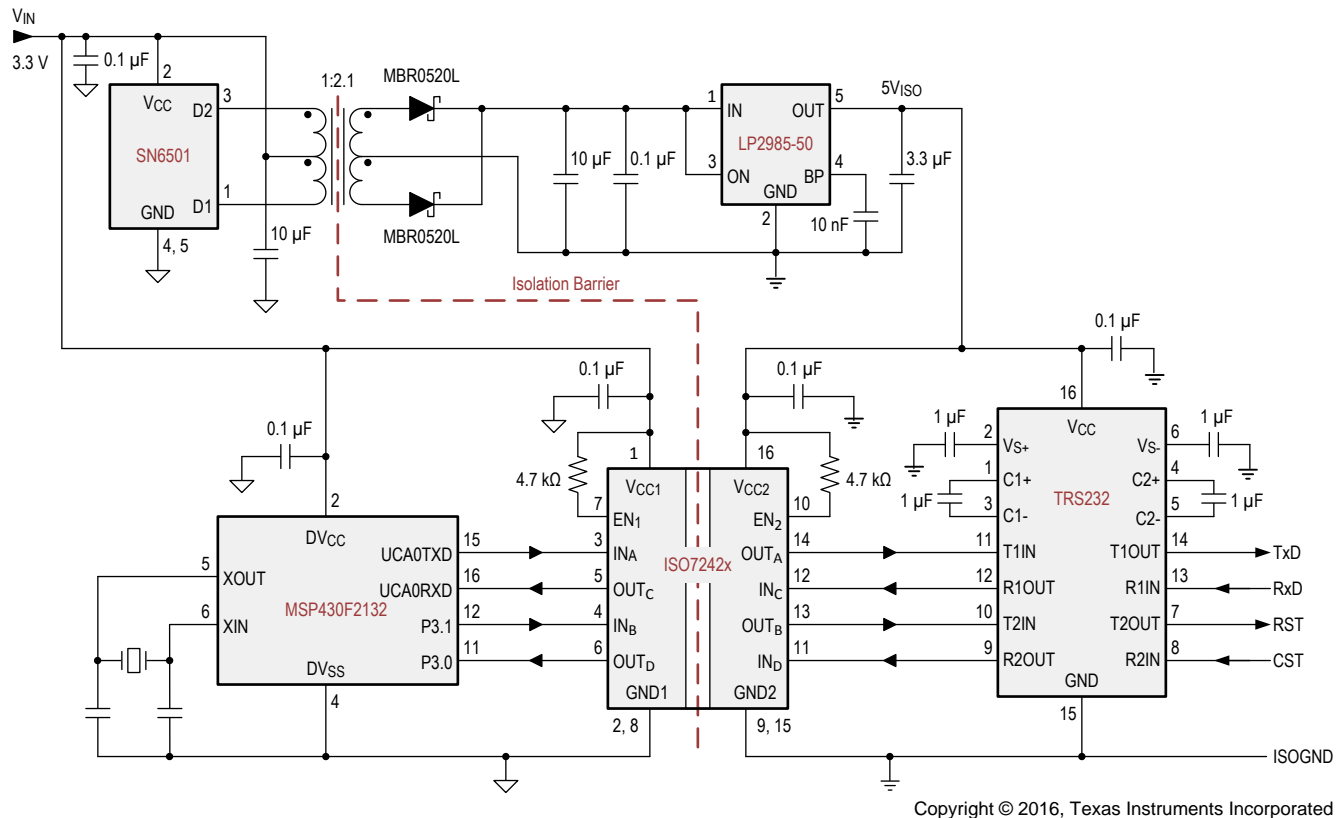 VIN
3.3 V
0.1 µF
2
VCC
D2
3
SN6501
D1
1
GND
4, 5
10 µF
1:2.1
MBR0520L
MBR0520L
10 µF
0.1 µF
1
IN
OUT
5
LP2985-50
3
ON
BP
4
GND
2
10 nF
5VISO
3.3 µF
Isolation Barrier
0.1 µF
0.1 µF
0.1 µF
0.1 µF
4.7 kΩ
4.7 kΩ
2
DVCC
5
XOUT
6
XIN
MSP430F2132
UCA0TXD
15
UCA0RXD
16
P3.1
12
P3.0
11
DVSS
4
1
VCC1
7
EN1
3
INA
5
OUTC
4
INB
6
OUTD
GND1
2, 8
ISO7242x
16
VCC2
10
EN2
14
OUTA
12
INC
13
OUTB
11
IND
GND2
9, 15
16
VCC
1 µF
2
VS+
VS-
6
1 µF
1
C1+
C2+
4
1 µF
TRS232
1 µF
3
C1-
C2-
5
11
T1IN
T1OUT
14
TxD
12
R1OUT
R1IN
13
RxD
10
T2IN
T2OUT
7
RST
9
R2OUT
R2IN
8
CST
GND
15
ISOGND
Copyright © 2016, Texas Instruments Incorporated